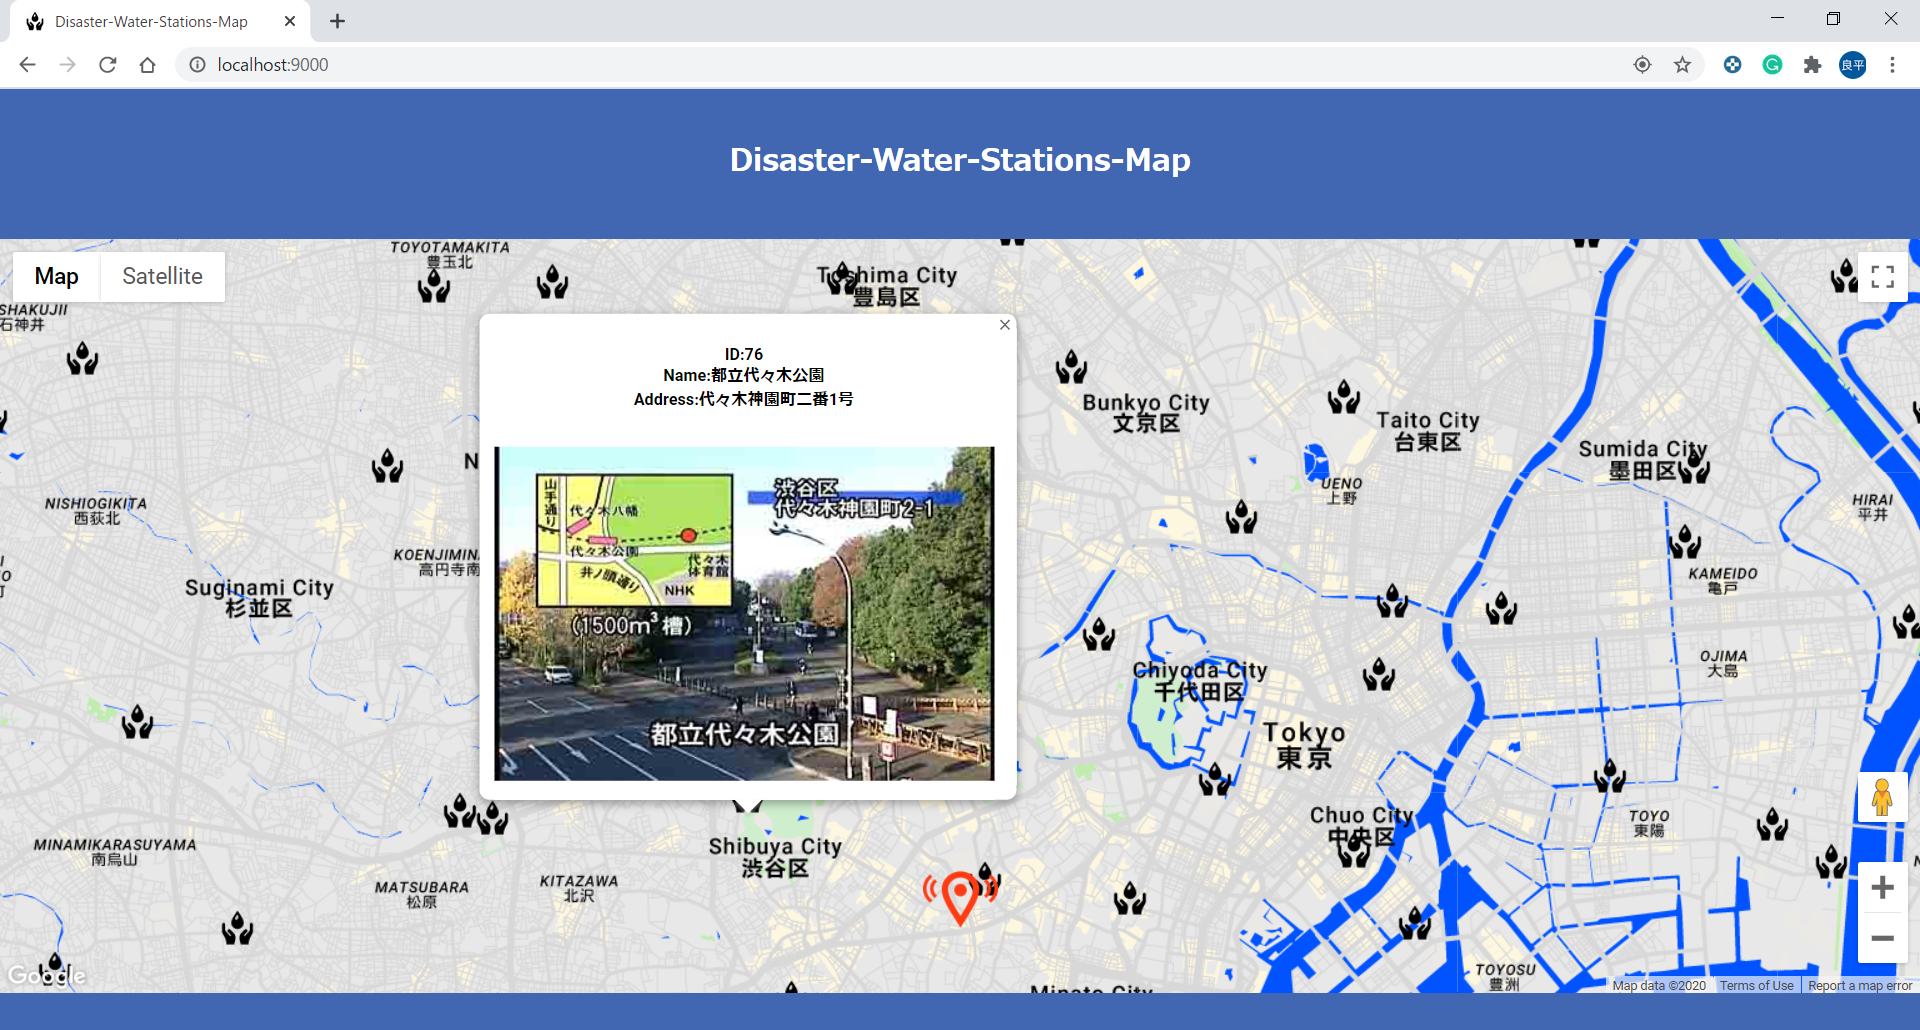 Disaster-Water-Stations-Map
localhost:9000
良平
Disaster-Water-Stations-Map
Map
Satellite
TOYOTAMAKITA
豊玉北
Toshima City
豊島区
SHAKUJII
石神井
ID:76
Name:都立代々木公園
Address:代々木神園町二番1号
Bunkyo City
文京区
Taito City
台東区
Sumida City
墨田区
N
UENO
上野
HIRAI
平井
NISHIOGIKITA
西荻北
山手通り
代々木八幡
代々木公園
井ノ頭通り
代々木
体育館
NHK
渋谷区
代々木神園町2-1
(1500m³槽)
都立代々木公園
KOENJIMIN
高円寺南
KAMEIDO
亀戸
Suginami City
杉並区
OJIMA
大島
Chiyoda City
千代田区
Tokyo
東京
Chuo City
中央区
TOYO
東陽
MINAMIKARASUYAMA
南烏山
Shibuya City
渋谷区
MATSUBARA
松原
KITAZAWA
北沢
TOYOSU
豊洲
Minato City
Google
Map data ©2020
Terms of Use
Report a map error